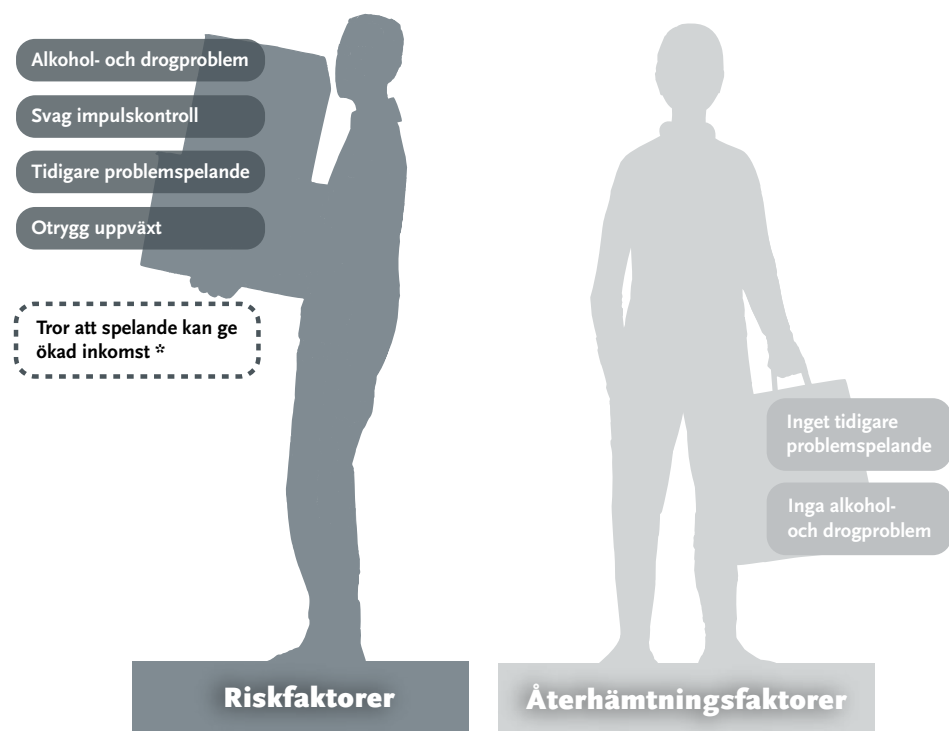 Alkohol- och drogproblem
Svag impulskontroll
Tidigare problemspelande
Otrygg uppväxt
Tror att spelande kan ge
ökad inkomst *
Inget tidigare
problemspelande
Inga alkohol-
och drogproblem
Riskfaktorer
Återhämtningsfaktorer